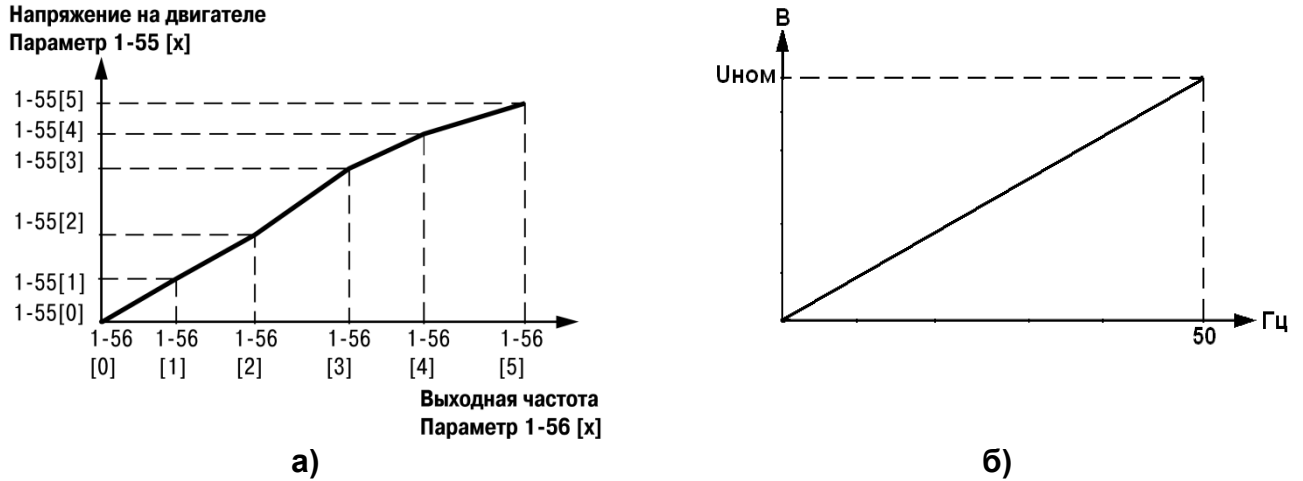 Напряжение на двигателе
Параметр 1-55 [x]
1-55[5]
1-55[4]
1-55[3]
1-55[2]
1-55[1]
1-55[0]
1-56 1-56 1-56 1-56 1-56 1-56
[0] [1] [2] [3] [4] [5]
Выходная частота
Параметр 1-56 [x]
а)
В
Uном
50
Гц
б)